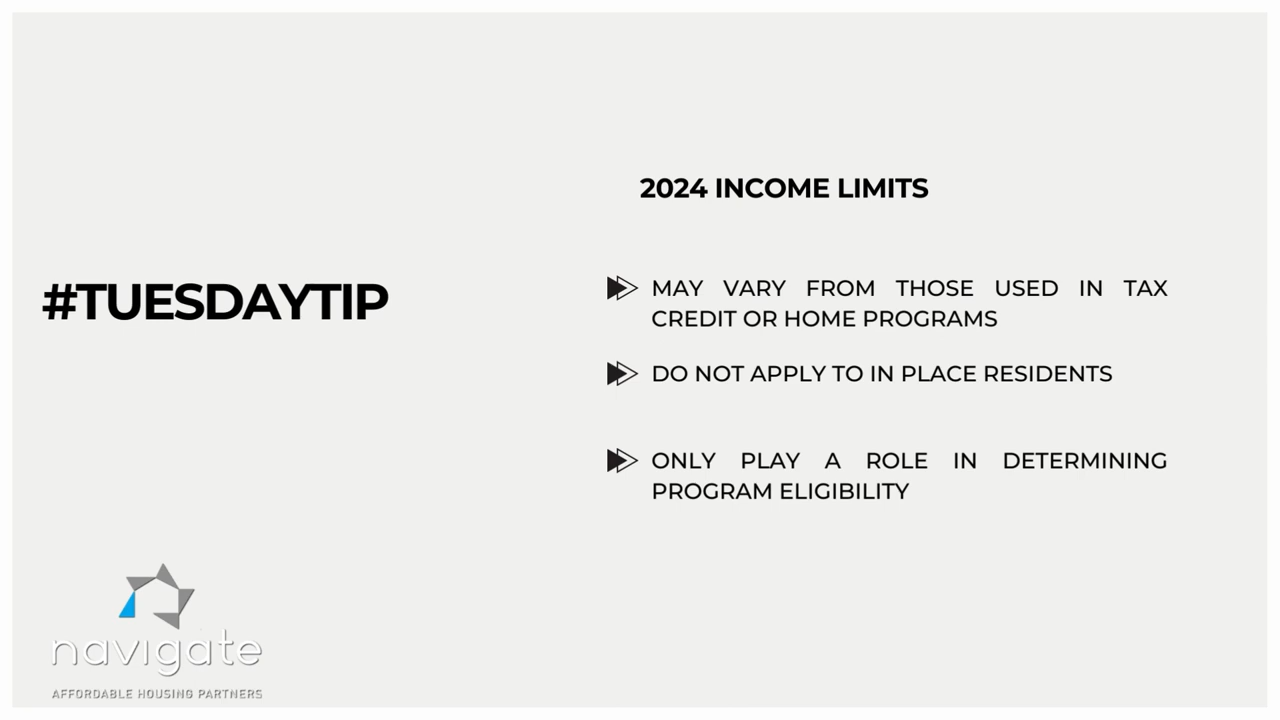 #TUESDAYTIP
2024 INCOME LIMITS
MAY VARY FROM THOSE USED IN TAX
CREDIT OR HOME PROGRAMS
DO NOT APPLY TO IN PLACE RESIDENTS
ONLY PLAY A ROLE IN DETERMINING
PROGRAM ELIGIBILITY
navigate
AFFORDABLE HOUSING PARTNERS